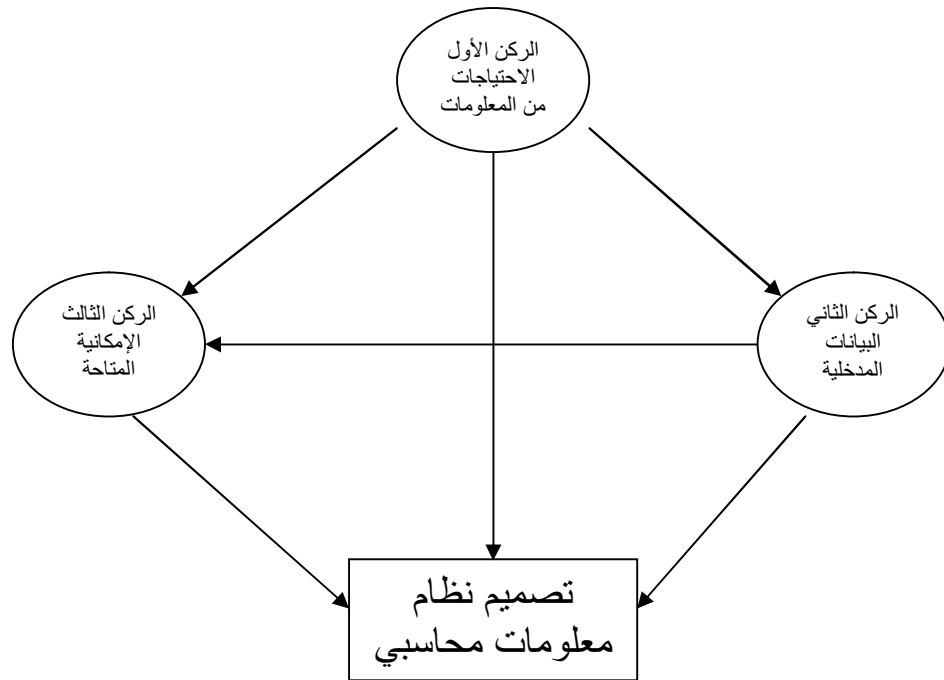 الركن الأول
الاحتياجات
من المعلومات
الركن الثاني
البيانات
المدخلية
الركن الثالث
الإمكانية
المتاحة
تصميم نظام
معلومات محاسبي